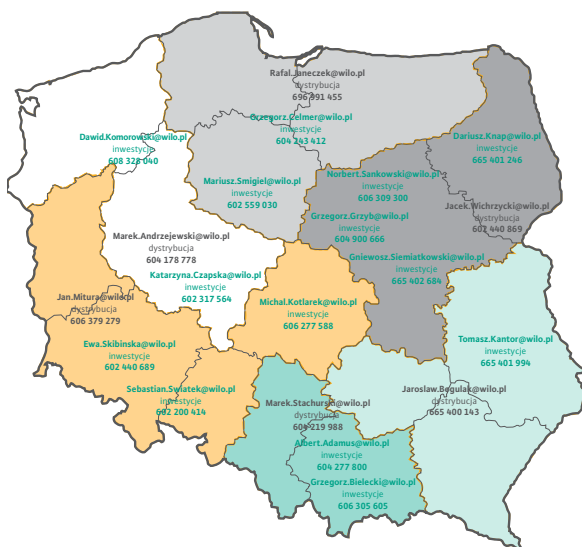 Rafal.Janeczek@wilo.pl
dystrybucja
696 991 455
Grzegorz.Celmer@wilo.pl
inwestycje
604 243 412
Dawid.Komorowski@wilo.pl
inwestycje
608 328 040
Dariusz.Knap@wilo.pl
inwestycje
665 401 246
Mariusz.Smigiel@wilo.pl
inwestycje
602 559 030
Norbert.Sankowski@wilo.pl
inwestycje
606 309 300
Jacek.Wichrzycki@wilo.pl
dystrybucja
602 440 869
Grzegorz.Grzyb@wilo.pl
inwestycje
604 900 666
Marek.Andrzejewski@wilo.pl
dystrybucja
604 178 778
Gniewosz.Siemiatkowski@wilo.pl
inwestycje
665 402 684
Katarzyna.Czapska@wilo.pl
inwestycje
602 317 564
Jan.Mitura@wilo.pl
dystrybucja
606 379 279
Michal.Kotlarek@wilo.pl
inwestycje
606 277 588
Tomasz.Kantor@wilo.pl
inwestycje
665 401 994
Ewa.Skibinska@wilo.pl
inwestycje
602 440 689
Sebastian.Swiatek@wilo.pl
inwestycje
602 200 414
Jaroslaw.Bogulak@wilo.pl
dystrybucja
665 400 143
Marek.Stachurski@wilo.pl
dystrybucja
604 219 988
Albert.Adamus@wilo.pl
inwestycje
604 277 800
Grzegorz.Bielecki@wilo.pl
inwestycje
606 305 605